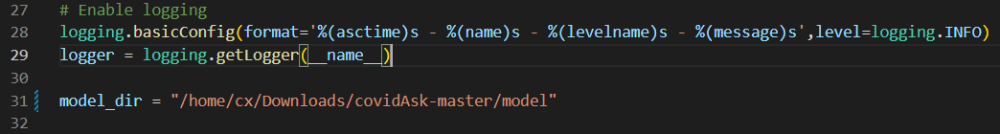 27 # Enable logging
28 logging.basicConfig(format='%(asctime)s - %(name)s - %(levelname)s - %(message)s',level=logging.INFO)
29 logger = logging.getLogger(__name__)
30
31 model_dir = "/home/cx/Downloads/covidAsk-master/model"
32